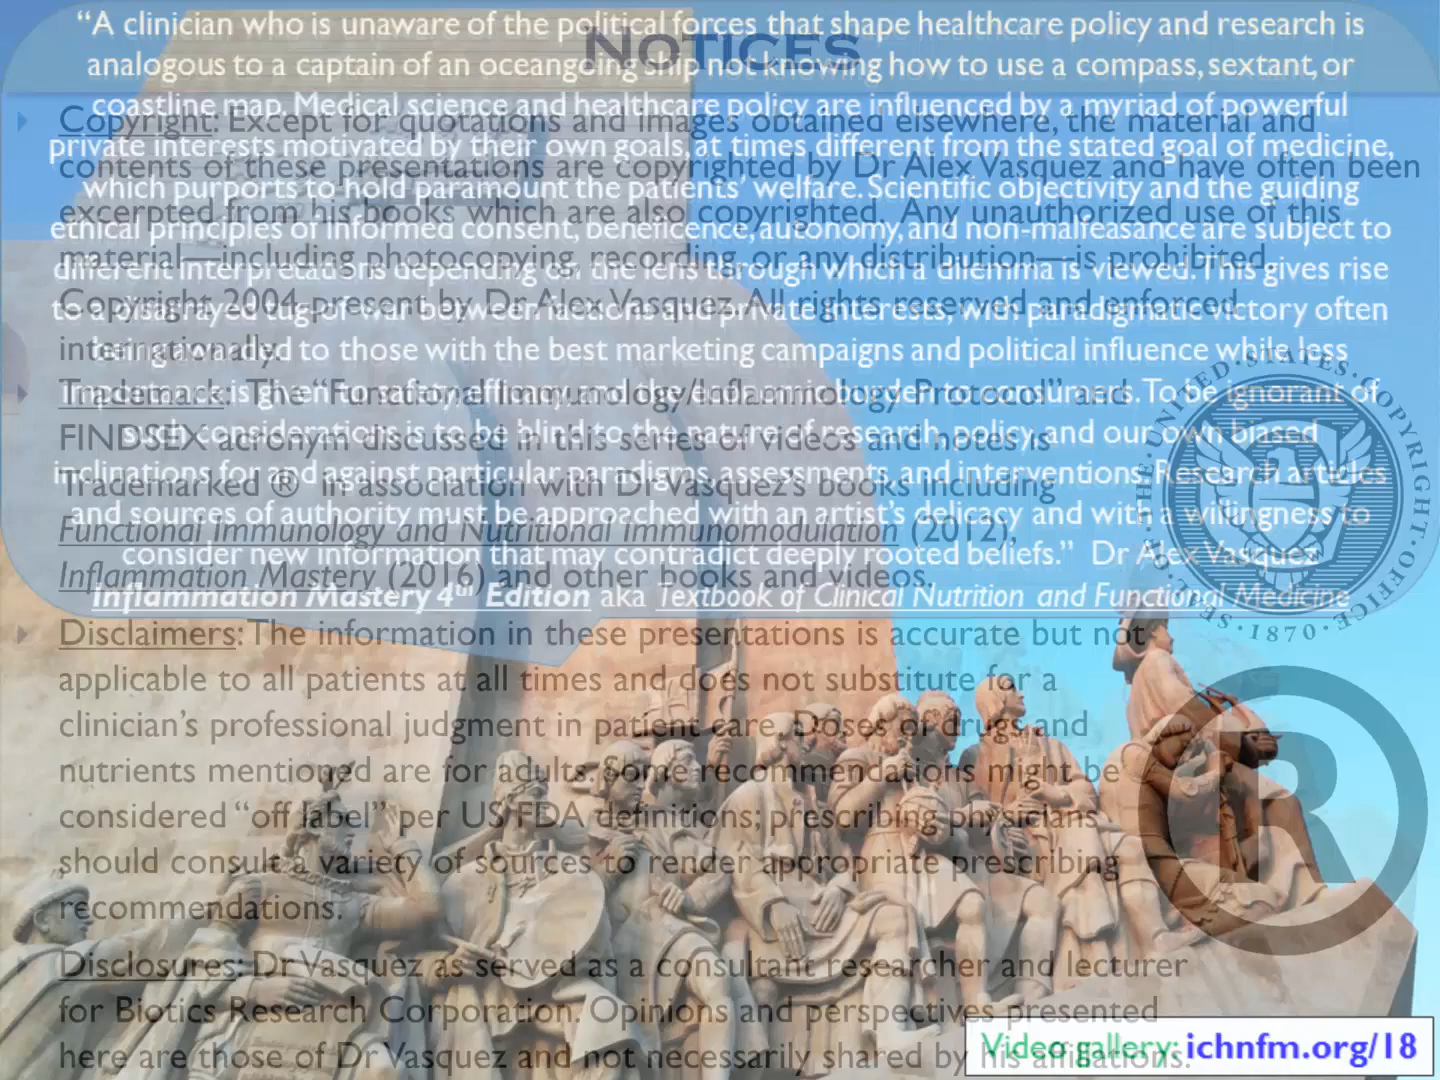 “A clinician who is unaware of the political forces that shape healthcare policy and research is
analogous to a captain of an oceangoing ship not knowing how to use a compass, sextant, or
coastline map. Medical science and healthcare policy are influenced by a myriad of powerful
private interests motivated by their own goals, at times different from the stated goal of medicine,
which purports to hold paramount the patients’ welfare. Scientific objectivity and the guiding
ethical principles of informed consent, beneficence, autonomy, and non-malfeasance are subject to
different interpretations depending on the lens through which a dilemma is viewed. This gives rise
to a disarrayed tug-of-war between factions and private interests, with paradigmatic victory often
being awarded to those with the best marketing campaigns and political influence while less
importance is given to safety, efficacy, and the economic burden to consumers. To be ignorant of
such considerations is to be blind to the nature of research, policy, and our own biased
inclinations for and against particular paradigms, assessments, and interventions. Research articles
and sources of authority must be approached with an artist’s delicacy and with a willingness to
consider new information that may contradict deeply rooted beliefs.” Dr Alex Vasquez
Inflammation Mastery 4th Edition aka Textbook of Clinical Nutrition and Functional Medicine
NOTICES
Copyright: Except for quotations and images obtained elsewhere, the material and
contents of these presentations are copyrighted by Dr Alex Vasquez and have often been
excerpted from his books which are also copyrighted. Any unauthorized use of this
material—including photocopying, recording, or any distribution—is prohibited.
Copyright 2004-present by Dr Alex Vasquez. All rights reserved and enforced
internationally.
Trademark: The “Functional Immunology/Inflammology Protocol” and
FINDSEX acronym discussed in this series of videos and notes is
Trademarked ® in association with Dr Vasquez’s books including
Functional Immunology and Nutritional Immunomodulation (2012),
Inflammation Mastery (2016) and other books and videos.
Disclaimers: The information in these presentations is accurate but not
applicable to all patients at all times and does not substitute for a
clinician’s professional judgment in patient care. Doses of drugs and
nutrients mentioned are for adults. Some recommendations might be
considered “off label” per US FDA definitions; prescribing physicians
should consult a variety of sources to render appropriate prescribing
recommendations.
Disclosures: Dr Vasquez as served as a consultant researcher and lecturer
for Biotics Research Corporation. Opinions and perspectives presented
here are those of Dr Vasquez and not necessarily shared by his affiliations.
SEAL OF THE UNITED STATES COPYRIGHT OFFICE
·1870·
®
Video gallery: ichnfm.org/18